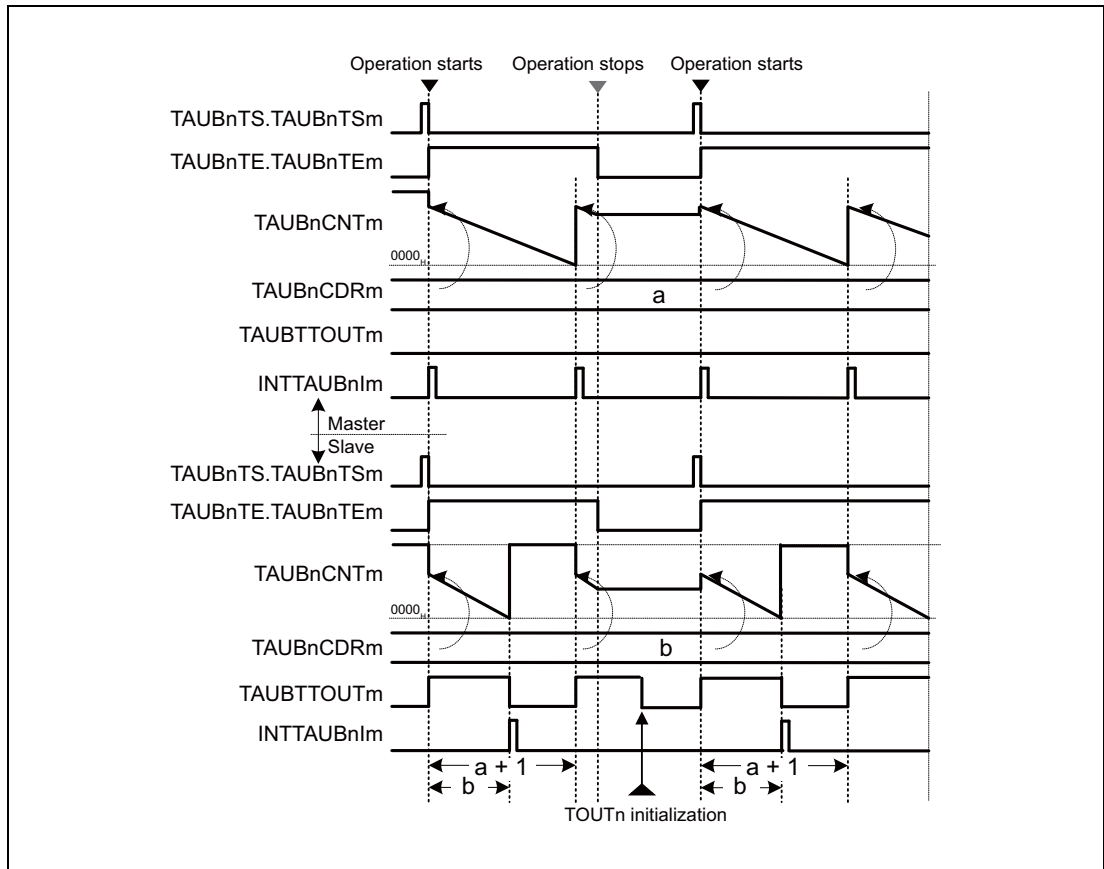 Operation starts Operation stops Operation starts
TAUBnTS.TAUBnTSm
TAUBnTE.TAUBnTEm
TAUBnCNTm
0000H
TAUBnCDRm
a
TAUBTTOUTm
INTTAUBnIm
Master
Slave
TAUBnTS.TAUBnTSm
TAUBnTE.TAUBnTEm
TAUBnCNTm
0000H
TAUBnCDRm
b
TAUBTTOUTm
INTTAUBnIm
a + 1 a + 1
b b
TOUTn initialization